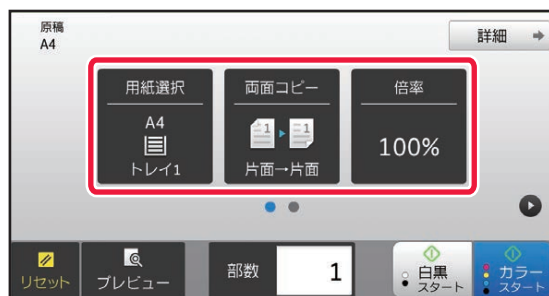 原稿
A4
詳細
用紙選択
A4
トレイ1
両面コピー
1
1
片面→片面
倍率
100%
リセット
プレビュー
部数
1
白黒
スタート
カラー
スタート